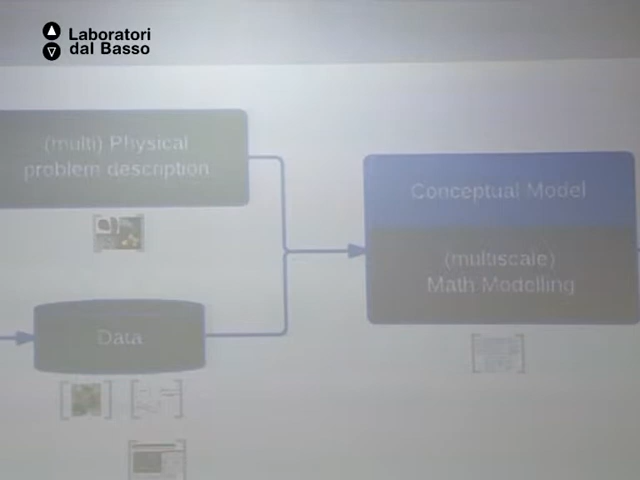 Laboratori
dal Basso
(multi) Physical
problem description
Conceptual Model
(multiscale)
Math Modelling
Data